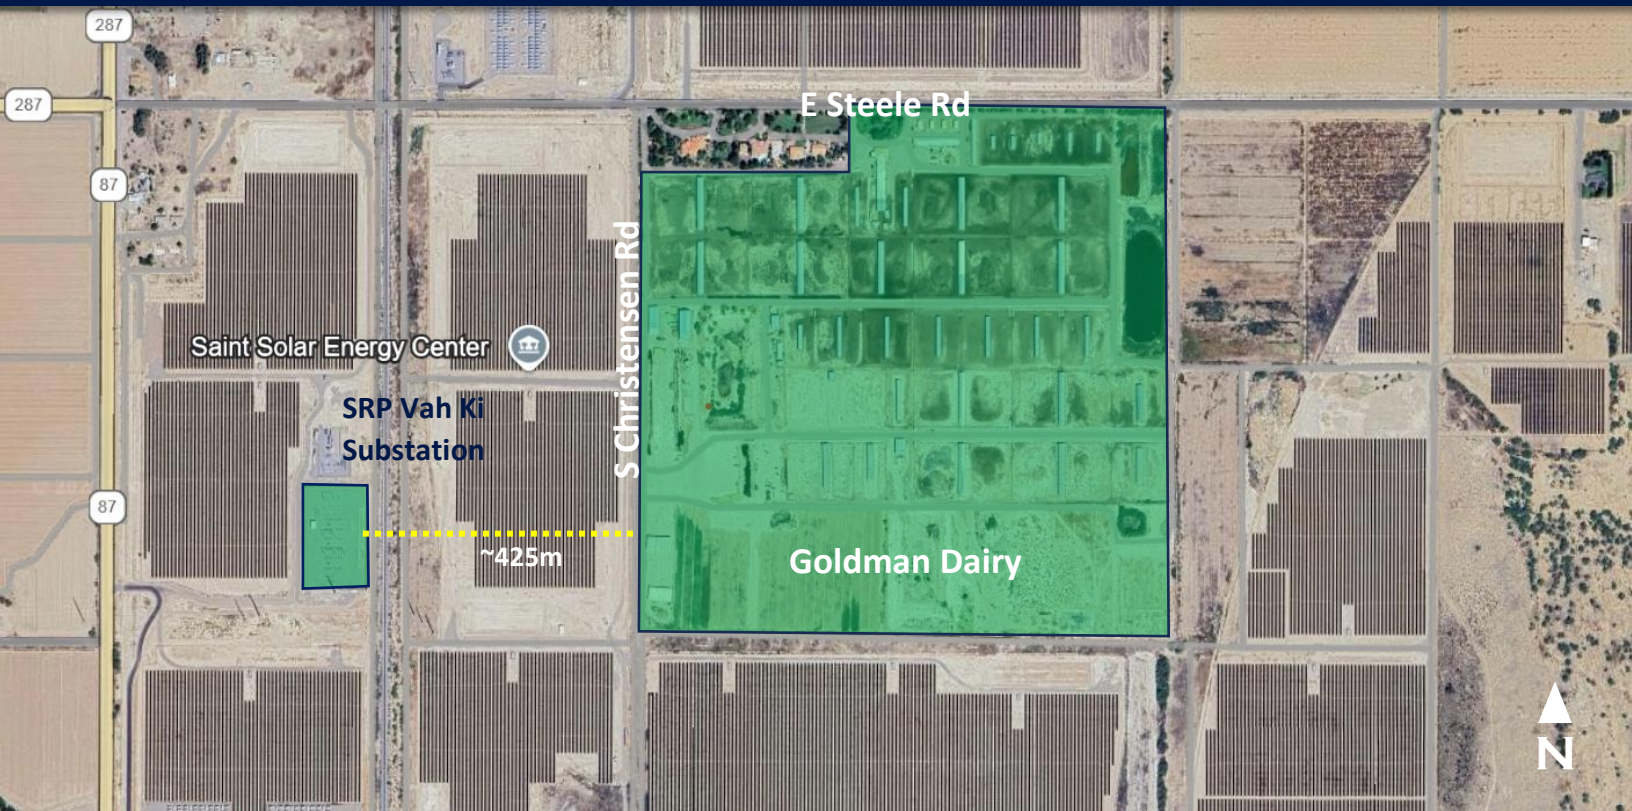 287
287
E Steele Rd
87
S Christensen Rd
Saint Solar Energy Center
SRP Vah Ki
Substation
87
~425m
Goldman Dairy
N